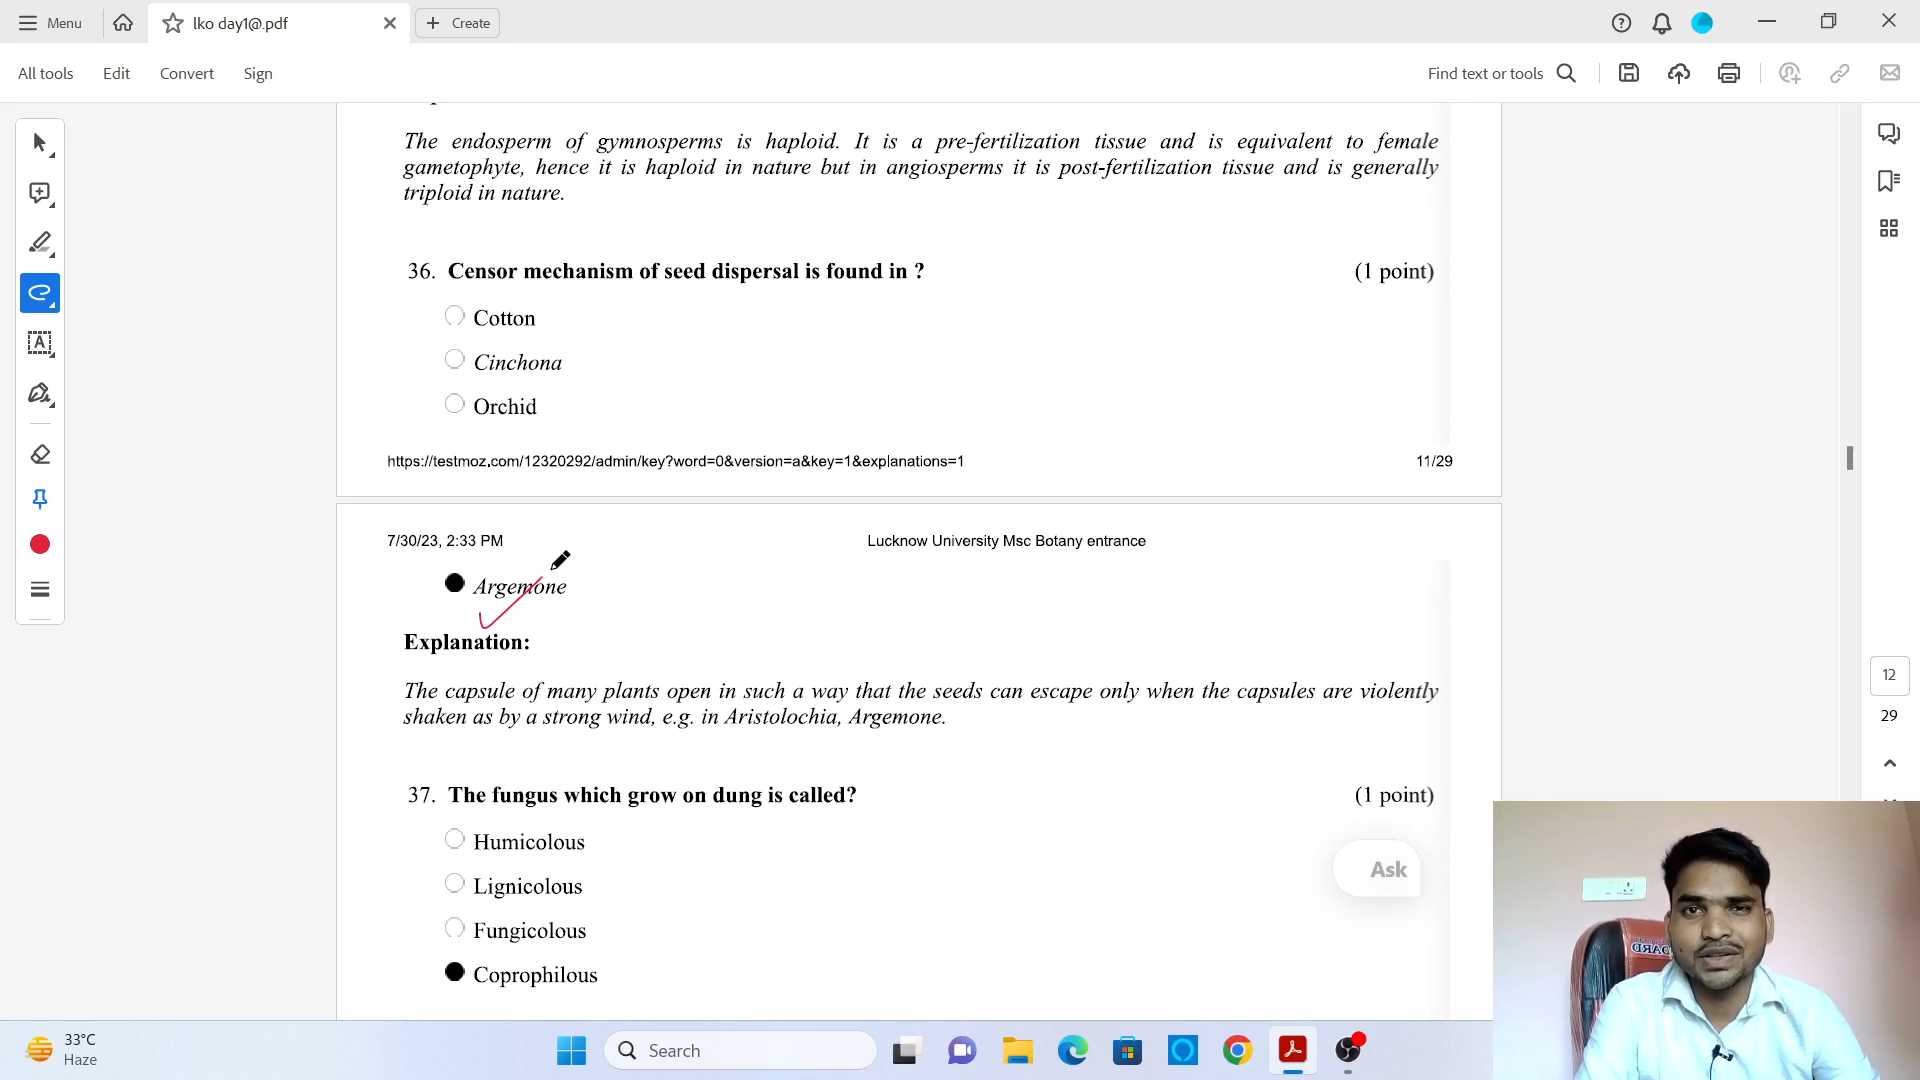 Menu
lko day1@.pdf
Create
All tools
Edit
Convert
Sign
Find text or tools
The endosperm of gymnosperms is haploid. It is a pre-fertilization tissue and is equivalent to female
gametophyte, hence it is haploid in nature but in angiosperms it is post-fertilization tissue and is generally
triploid in nature.
36. Censor mechanism of seed dispersal is found in ? (1 point)
Cotton
Cinchona
Orchid
https://testmoz.com/12320292/admin/key?word=0&version=a&key=1&explanations=1 11/29
7/30/23, 2:33 PM Lucknow University Msc Botany entrance
Argemone
Explanation:
The capsule of many plants open in such a way that the seeds can escape only when the capsules are violently
shaken as by a strong wind, e.g. in Aristolochia, Argemone.
37. The fungus which grow on dung is called? (1 point)
Humicolous
Lignicolous
Fungicolous
Coprophilous
12
29
Ask
33°C
Haze
Search